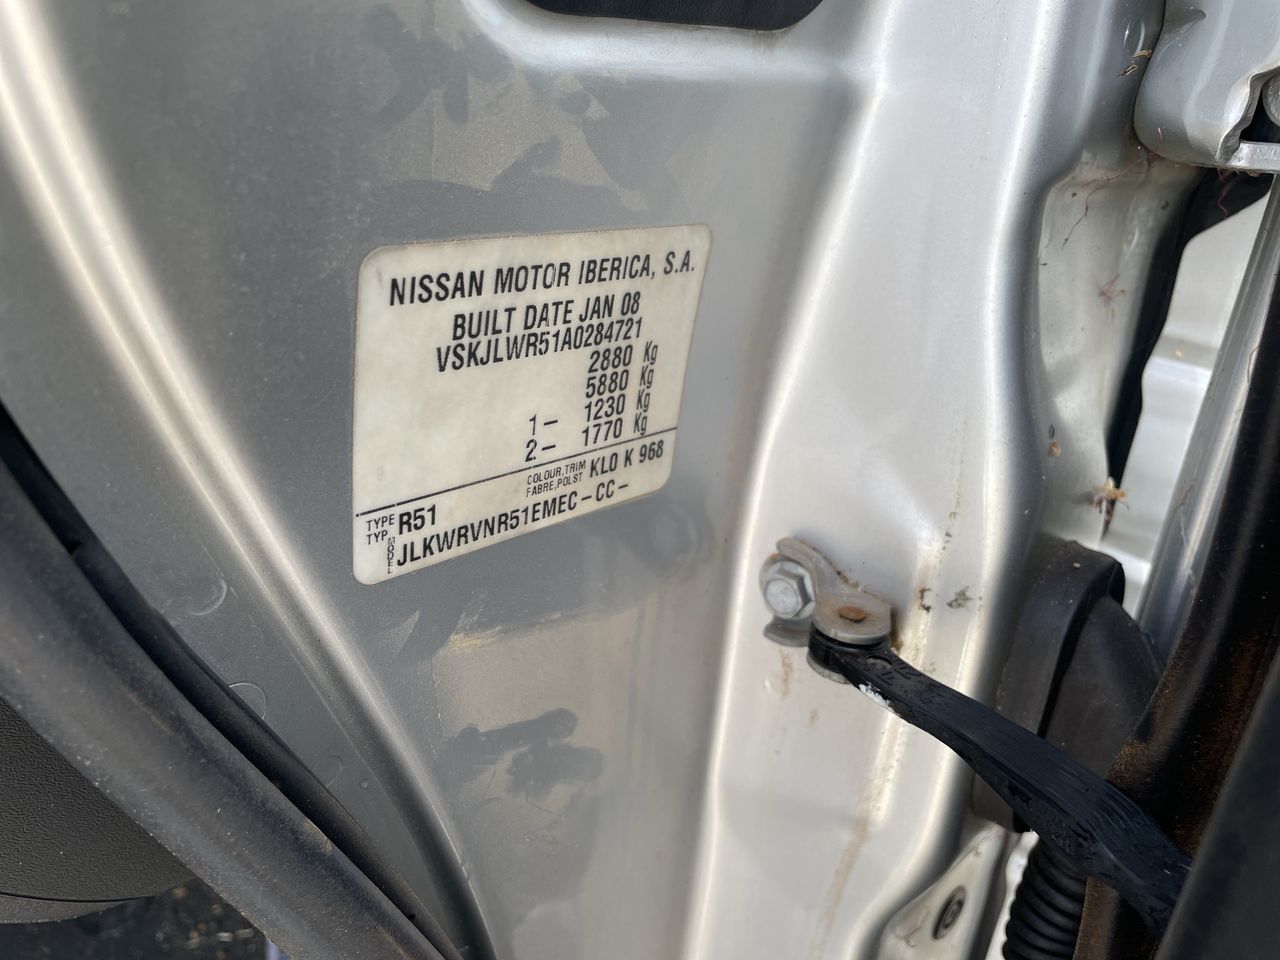 NISSAN MOTOR IBERICA, S.A.
BUILT DATE JAN 08
VSKJLWR51A0284721
2880 Kg
5880 Kg
1- 1230 Kg
2- 1770 Kg
COLOUR,TRIM
FABRE,POLST KL0 K 968
TYPE
TYP R51
MODEL JLKWRVNR51EMEC-CC-